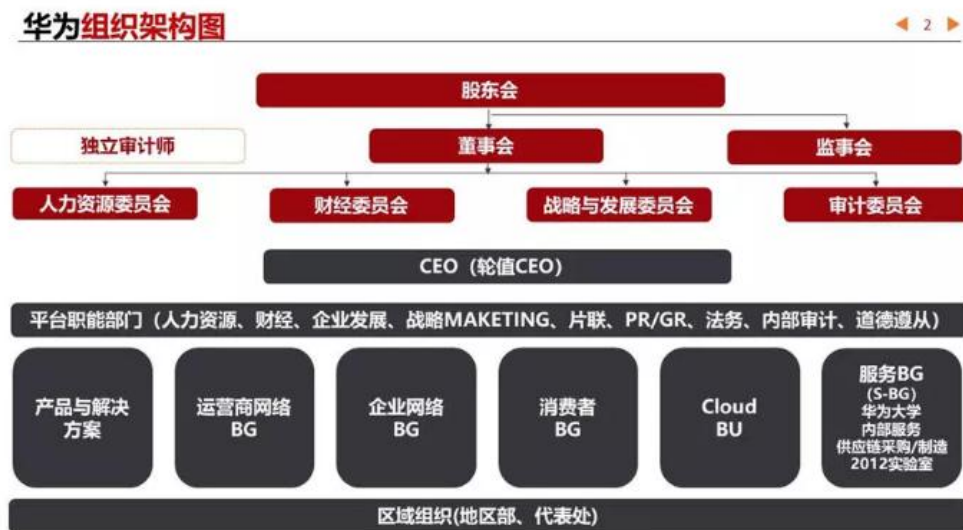 华为组织架构图
2
股东会
独立审计师
董事会
监事会
人力资源委员会
财经委员会
战略与发展委员会
审计委员会
CEO（轮值CEO）
平台职能部门（人力资源、财经、企业发展、战略MAKETING、片联、PR/GR、法务、内部审计、道德遵从）
产品与解决
方案
运营商网络
BG
企业网络
BG
消费者
BG
Cloud
BU
服务BG
(S-BG)
华为大学
内部服务
供应链采购/制造
2012实验室
区域组织(地区部、代表处)